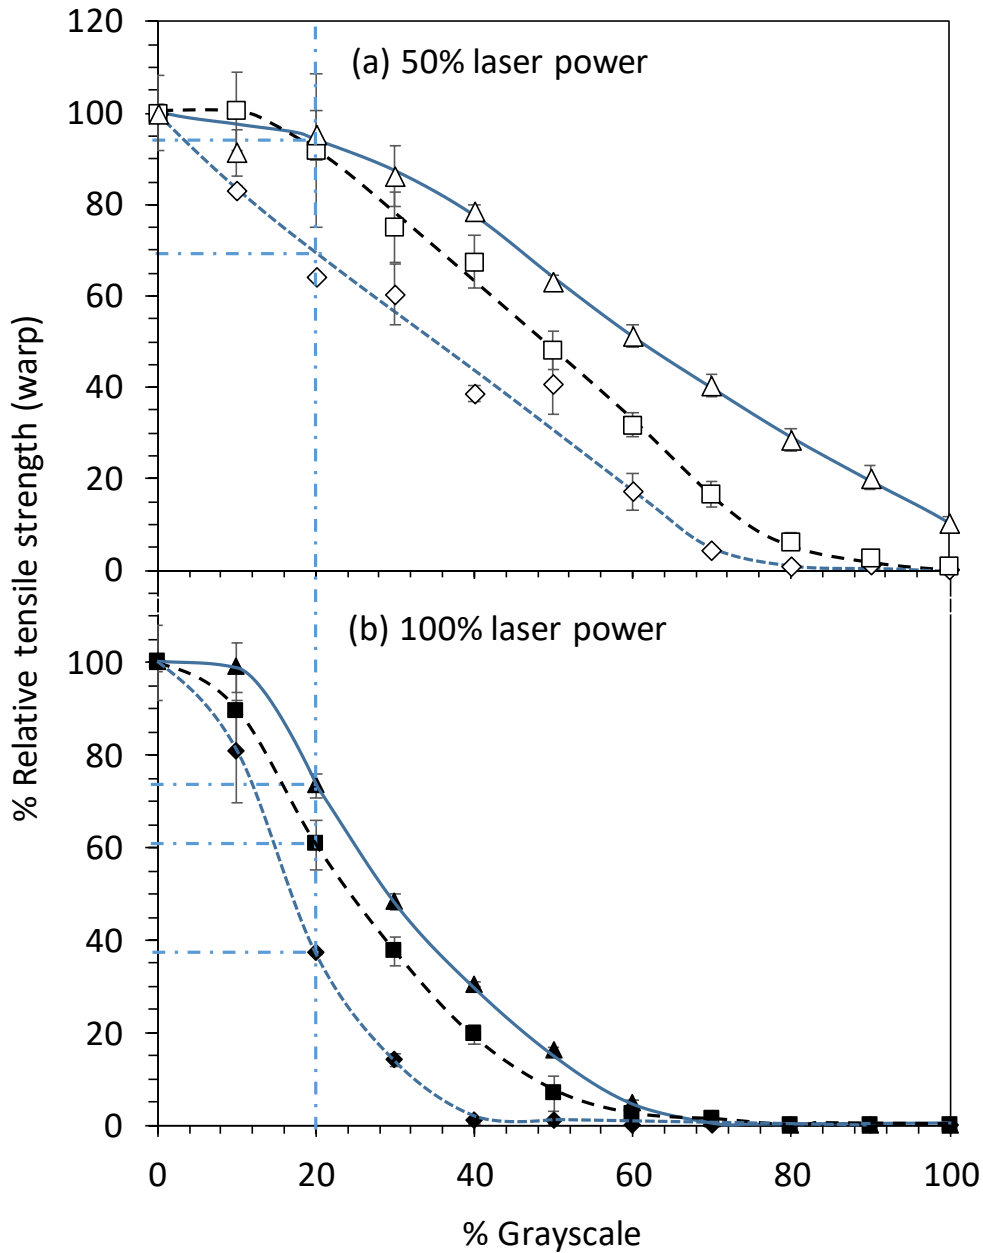 120
(a) 50% laser power
100
80
60
40
20
0
% Relative tensile strength (warp)
(b) 100% laser power
100
80
60
40
20
0
0 20 40 60 80 100
% Grayscale